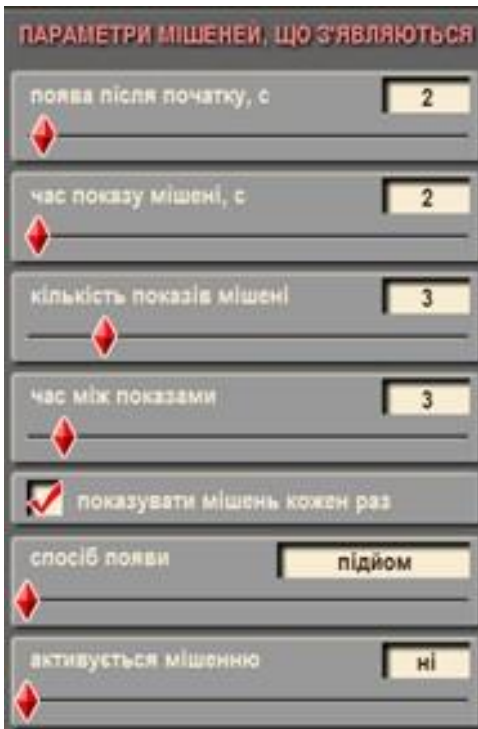 ПАРАМЕТРИ МІШЕНЕЙ, ЩО З'ЯВЛЯЮТЬСЯ
поява після початку, с 2
час показу мішені, с 2
кількість показів мішені 3
час між показами 3
показувати мішень кожен раз
спосіб появи підйом
активується мішенню ні